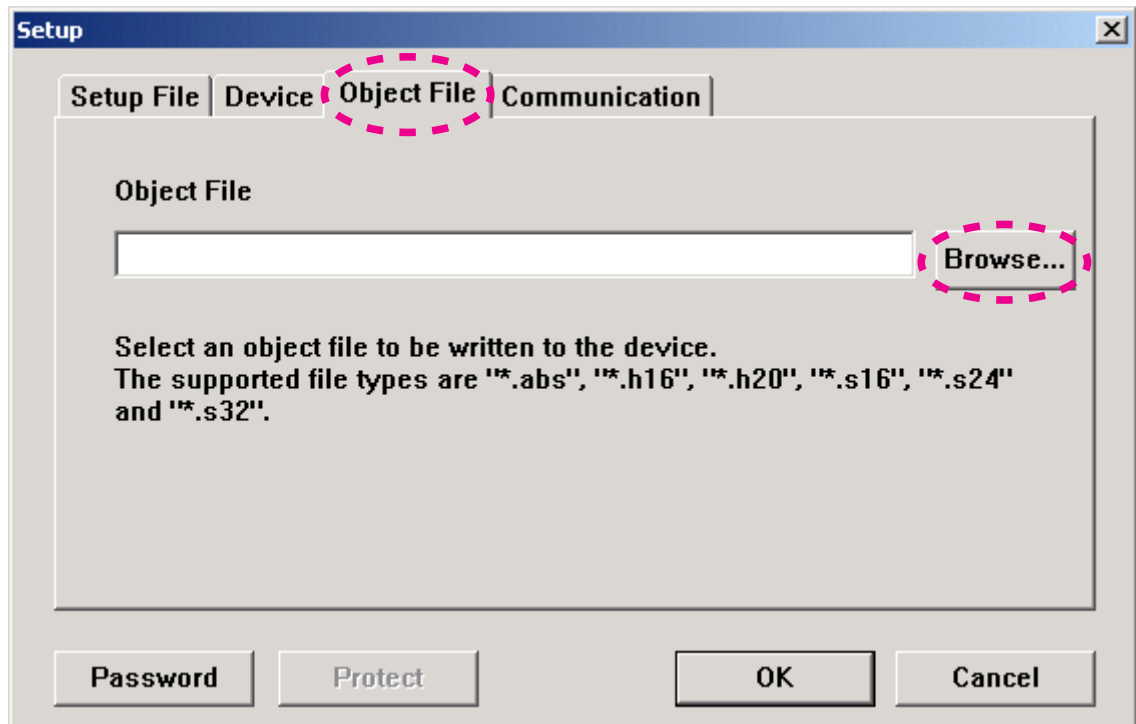 Setup
Setup File Device Object File Communication
Object File
Browse...
Select an object file to be written to the device.
The supported file types are "*.abs", "*.h16", "*.h20", "*.s16", "*.s24"
and "*.s32".
Password Protect OK Cancel